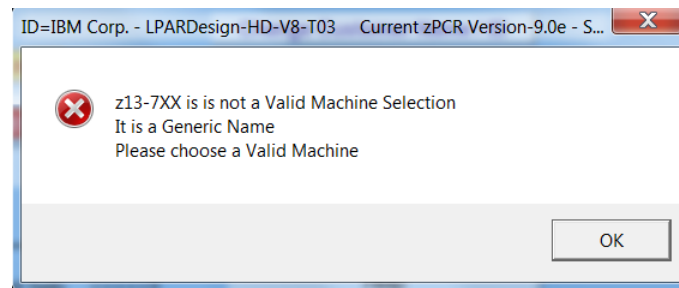 ID=IBM Corp. - LPARDesign-HD-V8-T03 Current zPCR Version-9.0e - S...
z13-7XX is is not a Valid Machine Selection
It is a Generic Name
Please choose a Valid Machine
OK